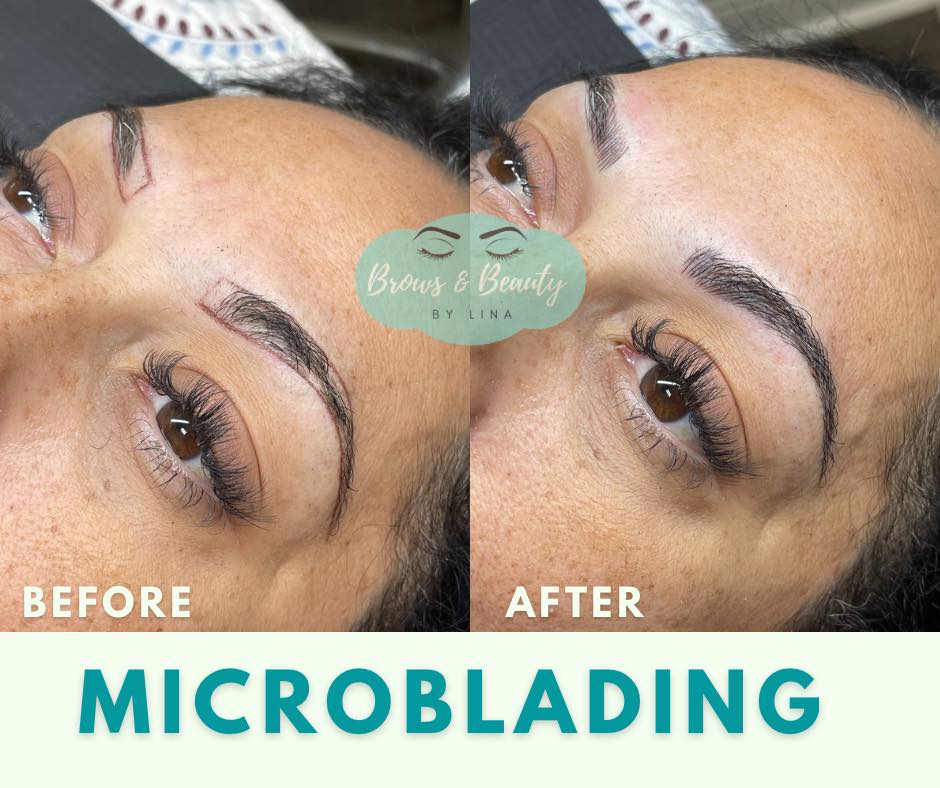 Brows & Beauty
BY LINA
BEFORE
AFTER
MICROBLADING